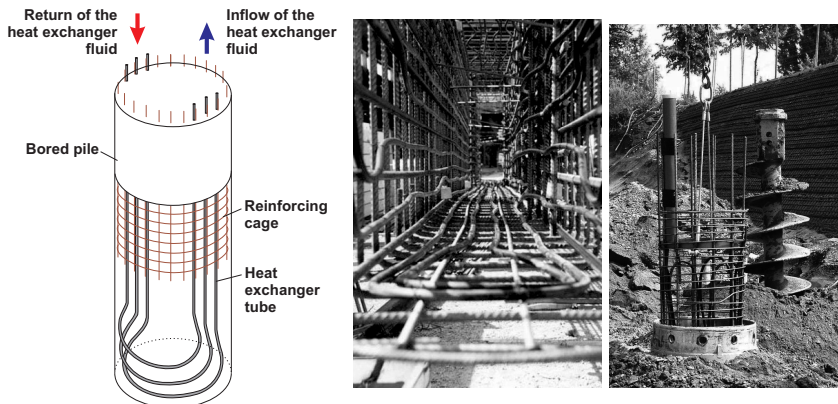 Return of the
heat exchanger
fluid
Inflow of the
heat exchanger
fluid
Bored pile
Reinforcing
cage
Heat
exchanger
tube